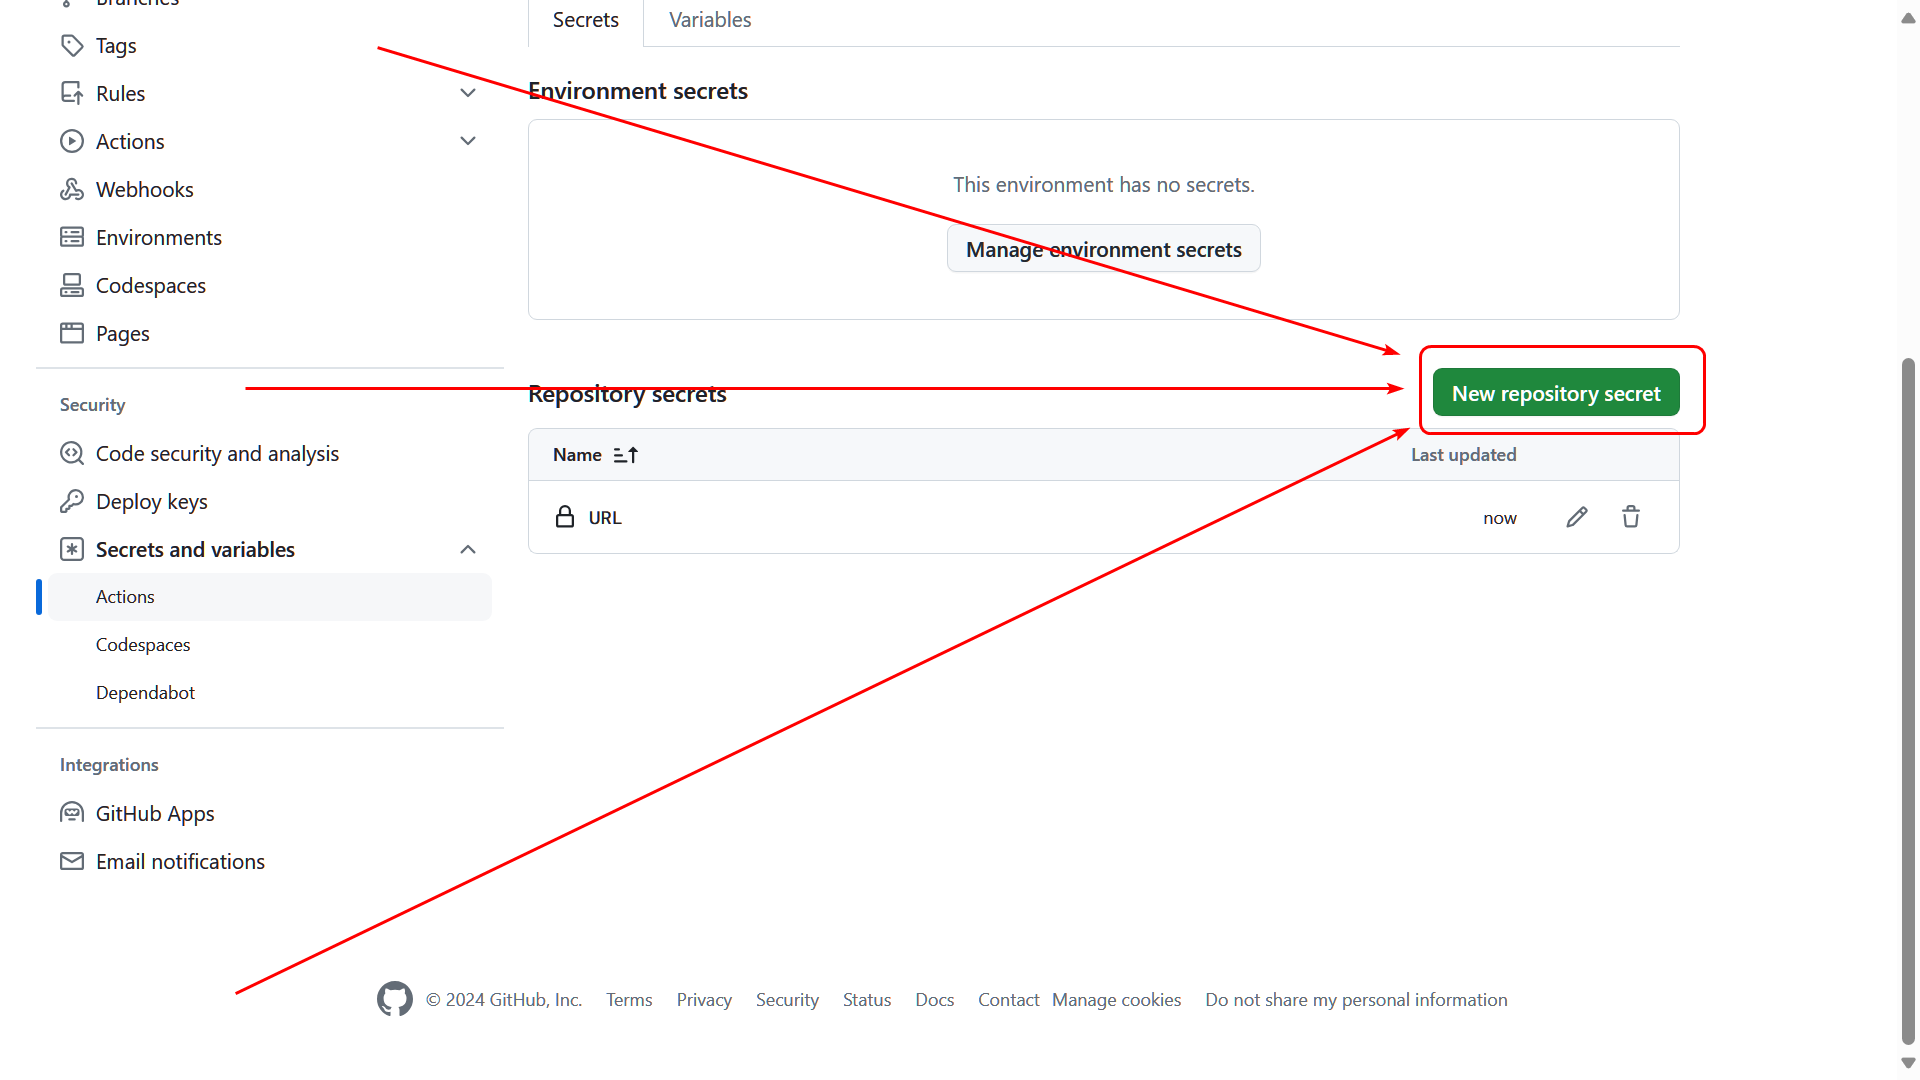 Branches
Tags
Rules
Actions
Webhooks
Environments
Codespaces
Pages
Security
Code security and analysis
Deploy keys
Secrets and variables
Actions
Codespaces
Dependabot
Integrations
GitHub Apps
Email notifications
Secrets Variables
Environment secrets
This environment has no secrets.
Manage environment secrets
Repository secrets New repository secret
Name Last updated
URL now
© 2024 GitHub, Inc. Terms Privacy Security Status Docs Contact Manage cookies Do not share my personal information